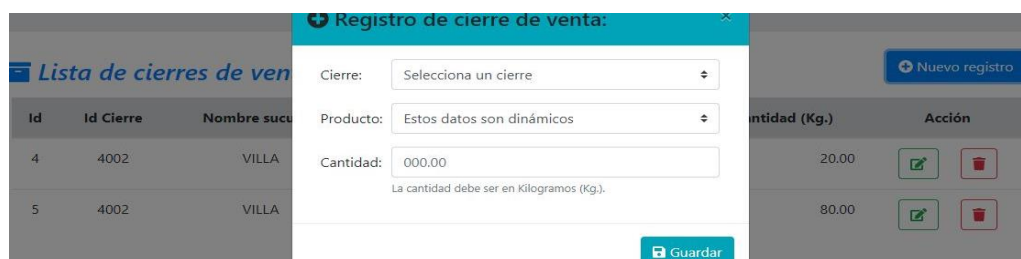 Registro de cierre de venta: ×
Lista de cierres de ven
Nuevo registro
Cierre: Selecciona un cierre
Producto: Estos datos son dinámicos
Cantidad: 000.00
La cantidad debe ser en Kilogramos (Kg.).
Guardar
Id Id Cierre Nombre sucu ntidad (Kg.) Acción
4 4002 VILLA 20.00
5 4002 VILLA 80.00